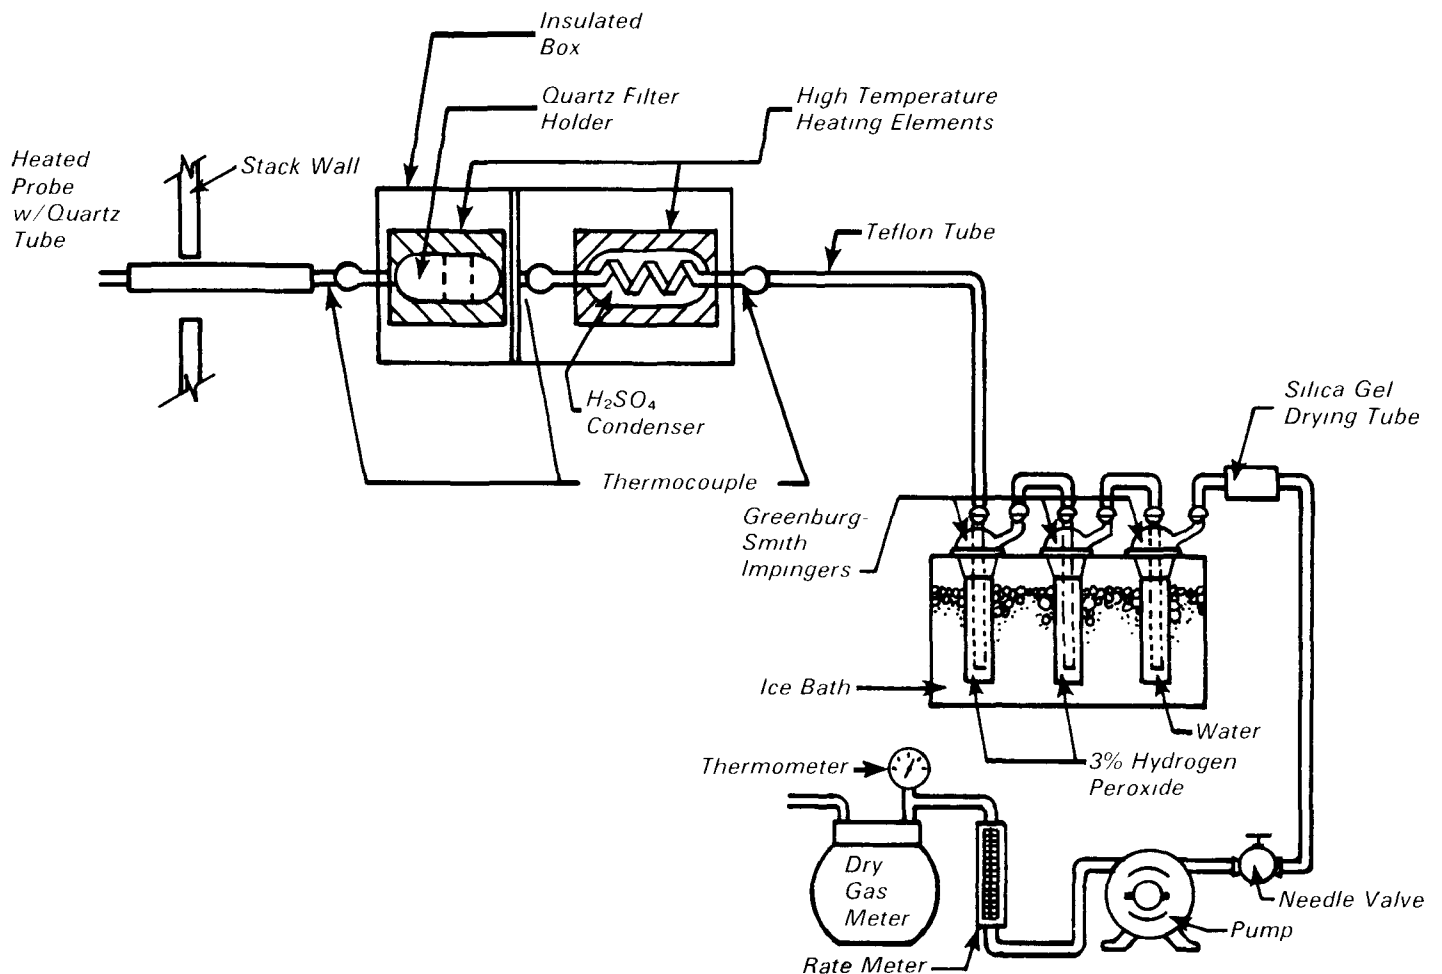 Insulated
Box
Quartz Filter
Holder
High Temperature
Heating Elements
Heated
Probe
w/Quartz
Tube
Stack Wall
Teflon Tube
H₂SO₄
Condenser
Thermocouple
Silica Gel
Drying Tube
Greenburg-
Smith
Impingers
Ice Bath
Water
3% Hydrogen
Peroxide
Thermometer
Dry
Gas
Meter
Needle Valve
Pump
Rate Meter